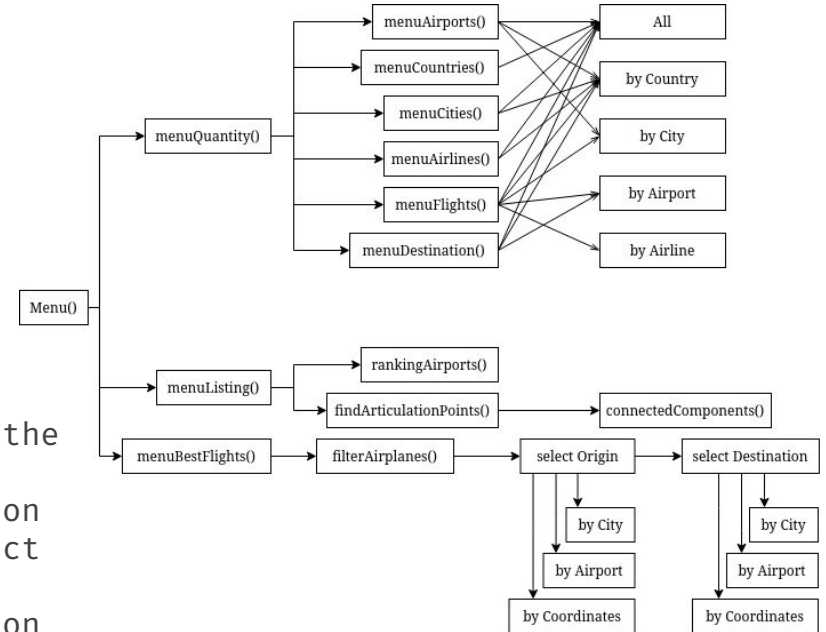 menuAirports()
All
menuCountries()
by Country
menuCities()
menuQuantity()
by City
menuAirlines()
by Airport
menuFlights()
menuDestination()
by Airline
Menu()
rankingAirports()
menuListing()
findArticulationPoints()
connectedComponents()
the
menuBestFlights()
filterAirplanes()
select Origin
select Destination
on
by City
by City
ct
by Airport
by Airport
on
by Coordinates
by Coordinates